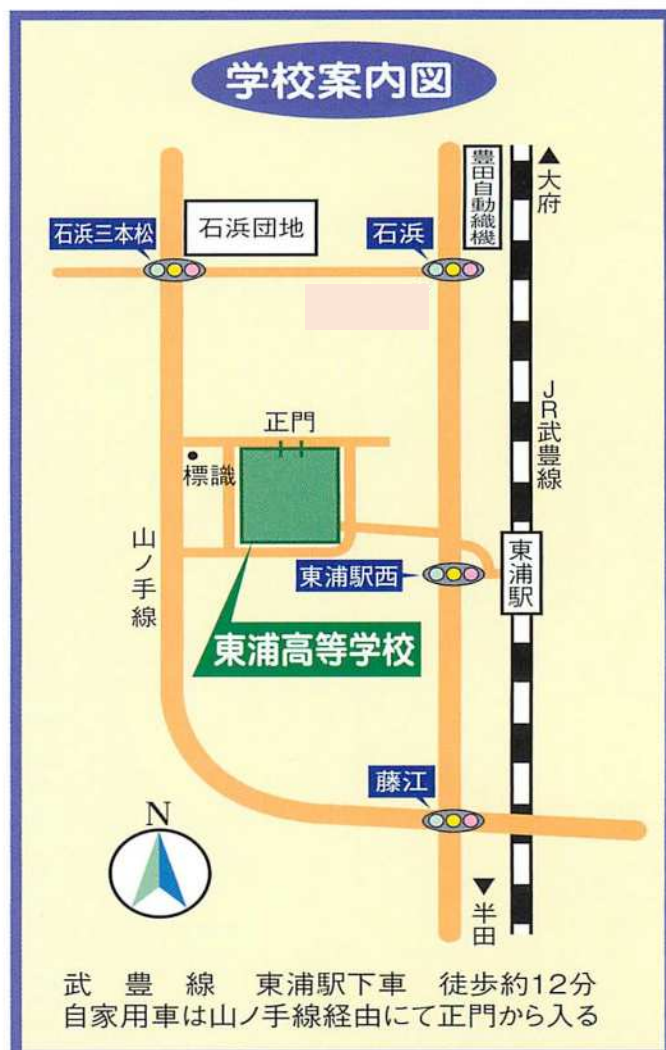 学校案内図
豊田自動織機
▲大府
石浜三本松
石浜団地
石浜
JR武豊線
正門
標識
山ノ手線
東浦駅西
東浦駅
東浦高等学校
藤江
N
▼半田
武豊線 東浦駅下車 徒歩約12分
自家用車は山ノ手線経由にて正門から入る